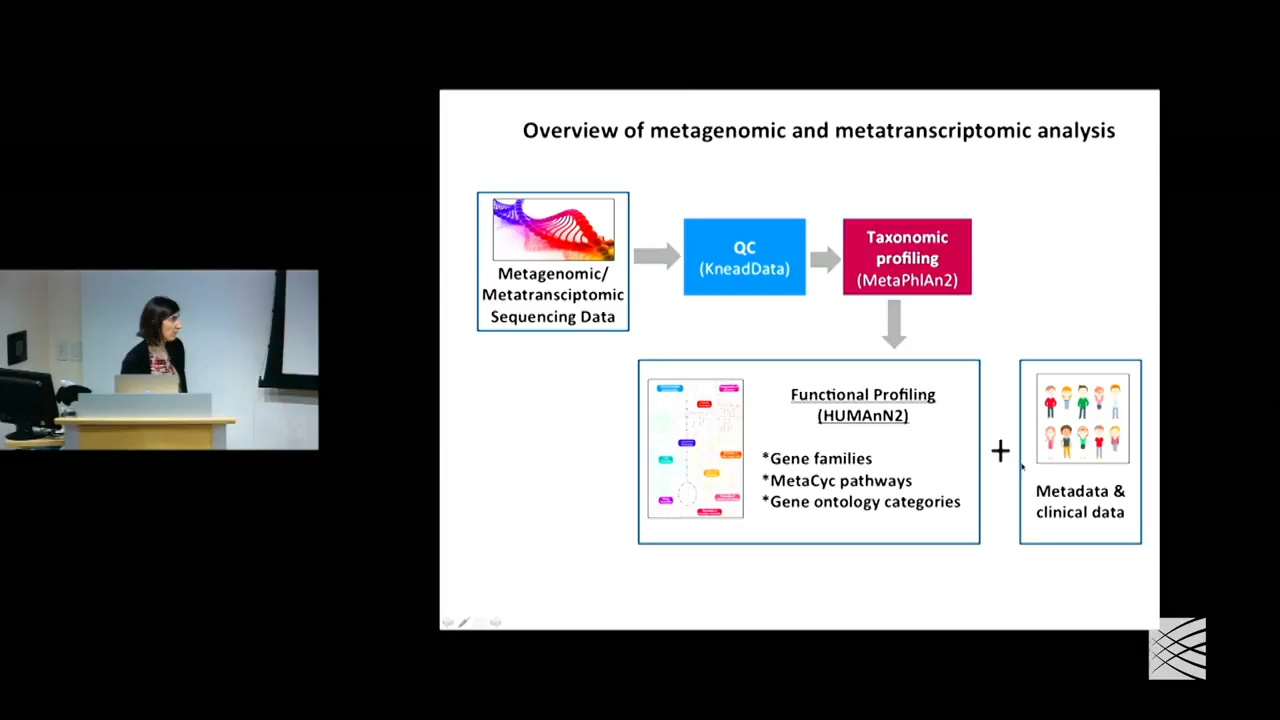 Overview of metagenomic and metatranscriptomic analysis
Metagenomic/
Metatransciptomic
Sequencing Data
QC
(KneadData)
Taxonomic
profiling
(MetaPhlAn2)
Functional Profiling
(HUMAnN2)
*Gene families
*MetaCyc pathways
*Gene ontology categories
+
Metadata &
clinical data